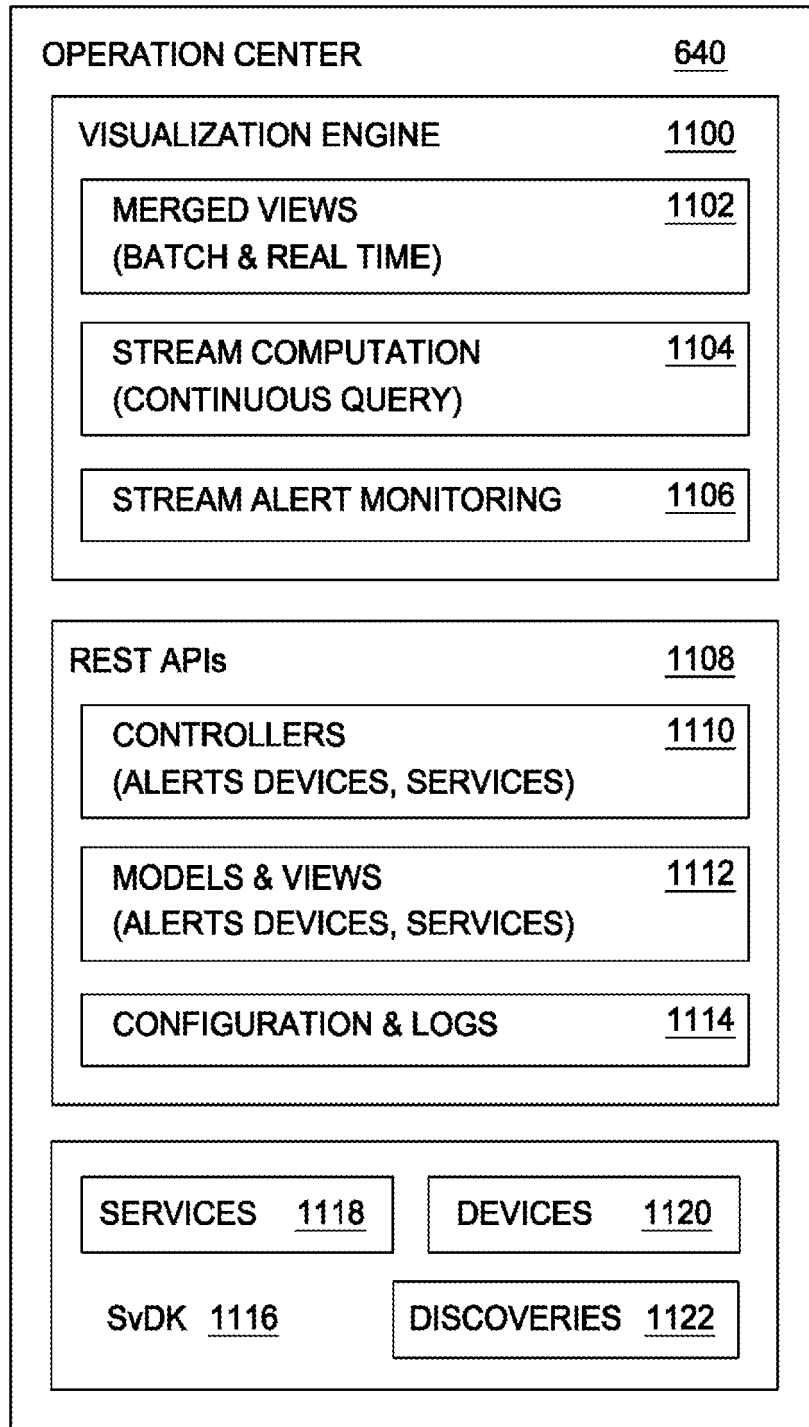 OPERATION CENTER 640
VISUALIZATION ENGINE 1100
MERGED VIEWS 1102
(BATCH & REAL TIME)
STREAM COMPUTATION 1104
(CONTINUOUS QUERY)
STREAM ALERT MONITORING 1106
REST APIs 1108
CONTROLLERS 1110
(ALERTS DEVICES, SERVICES)
MODELS & VIEWS 1112
(ALERTS DEVICES, SERVICES)
CONFIGURATION & LOGS 1114
SERVICES 1118 DEVICES 1120
SvDK 1116 DISCOVERIES 1122